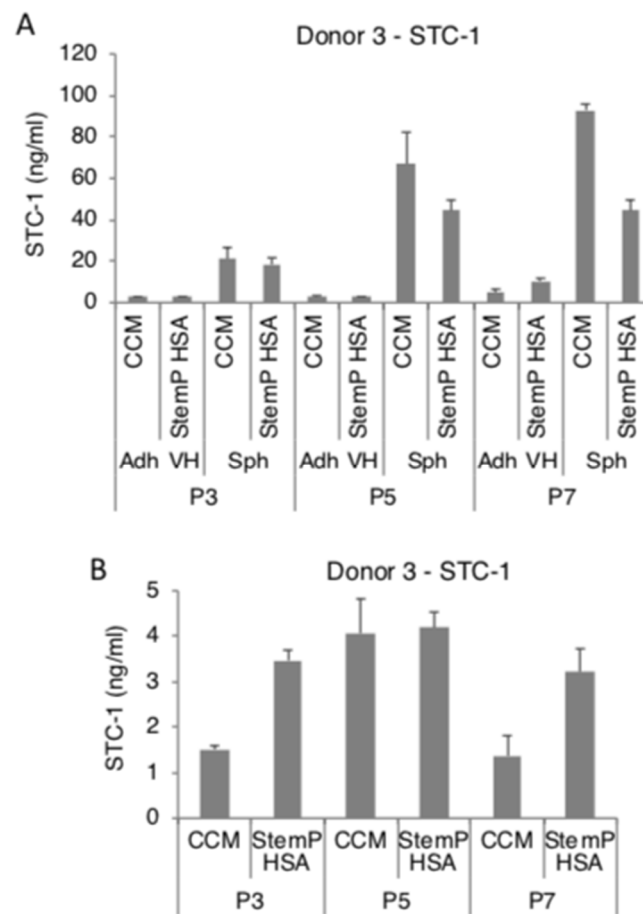 A
Donor 3 - STC-1
STC-1 (ng/ml)
120
100
80
60
40
20
0
CCM
StemP HSA
CCM
StemP HSA
CCM
StemP HSA
CCM
StemP HSA
CCM
StemP HSA
CCM
StemP HSA
Adh VH Sph Adh VH Sph Adh VH Sph
P3 P5 P7
B
Donor 3 - STC-1
STC-1 (ng/ml)
5
4
3
2
1
0
CCM StemP HSA CCM StemP HSA CCM StemP HSA
P3 P5 P7